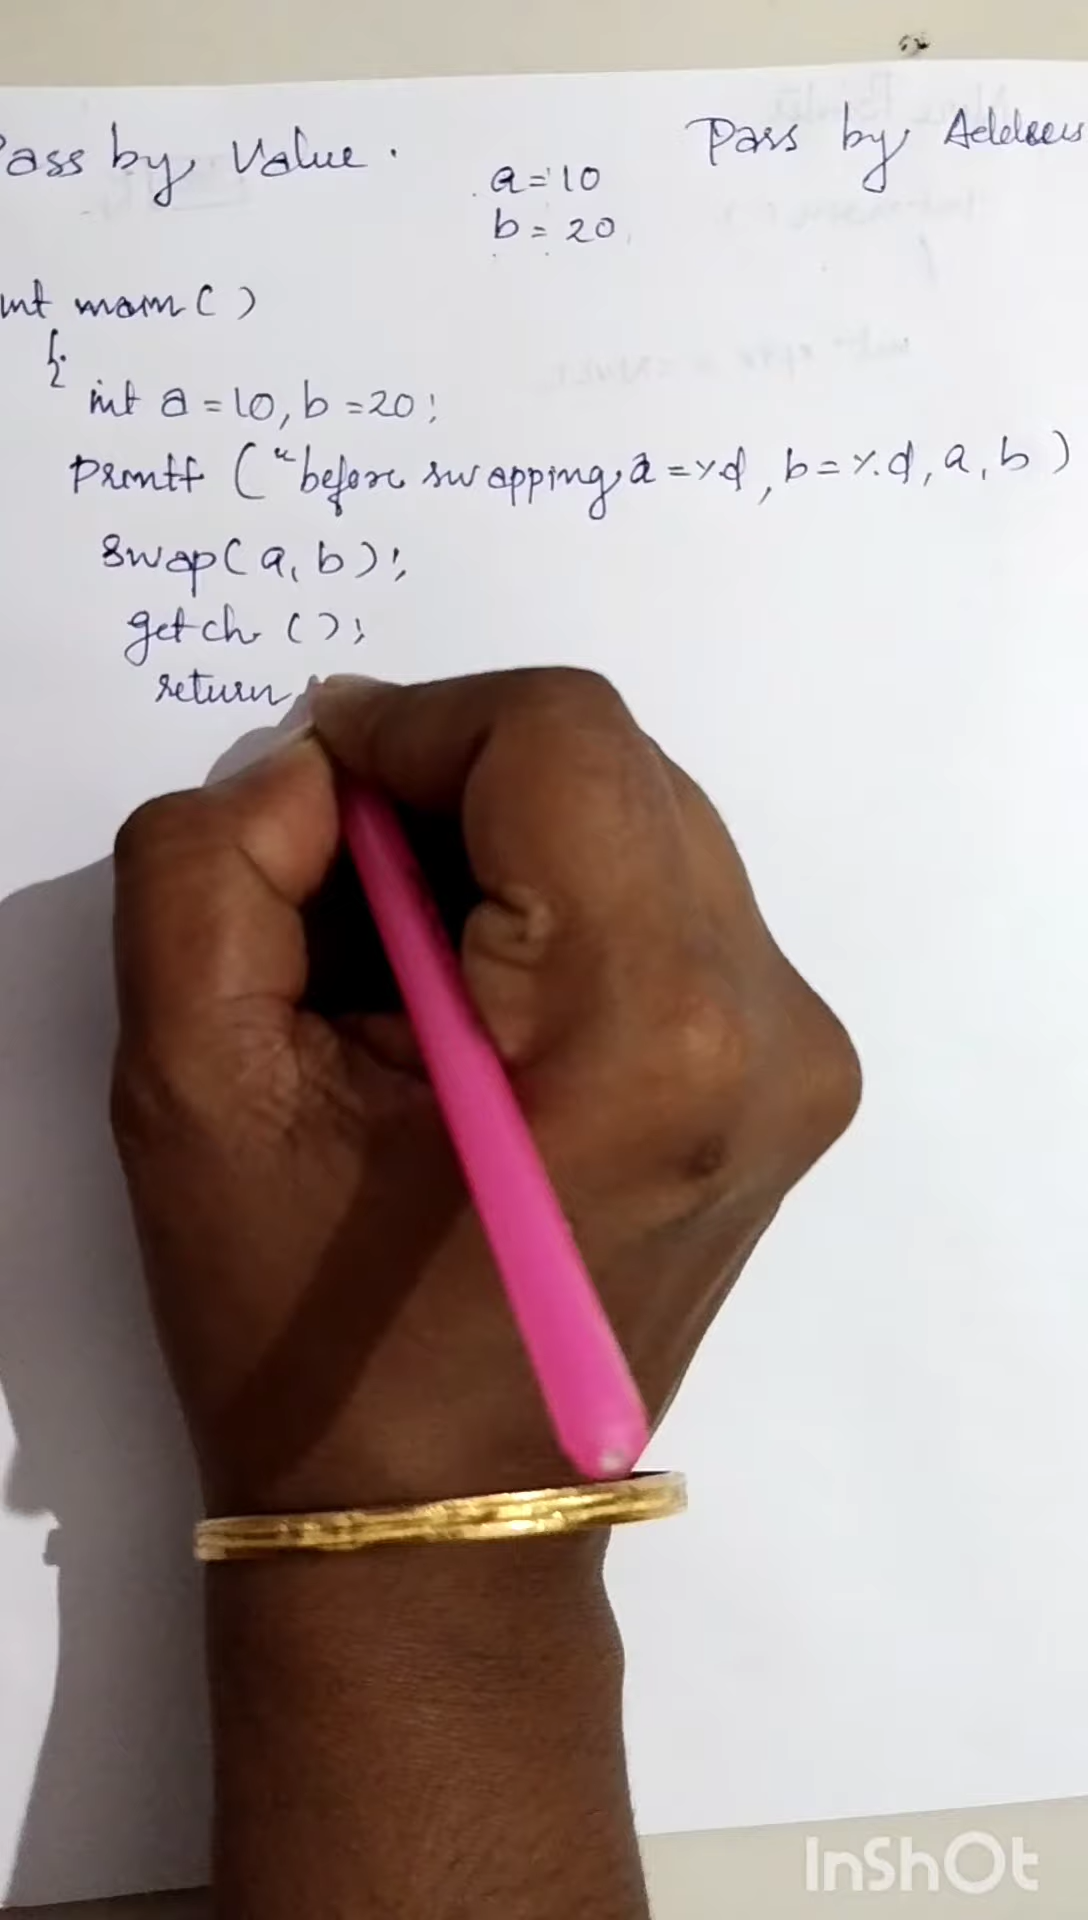 Pass by Value.
Pass by Address
a = 10
b = 20
int main()
{
int a = 10, b = 20;
printf ("before swapping, a = %d, b = %d, a, b)
swap(a, b);
getch ();
return
InShOt